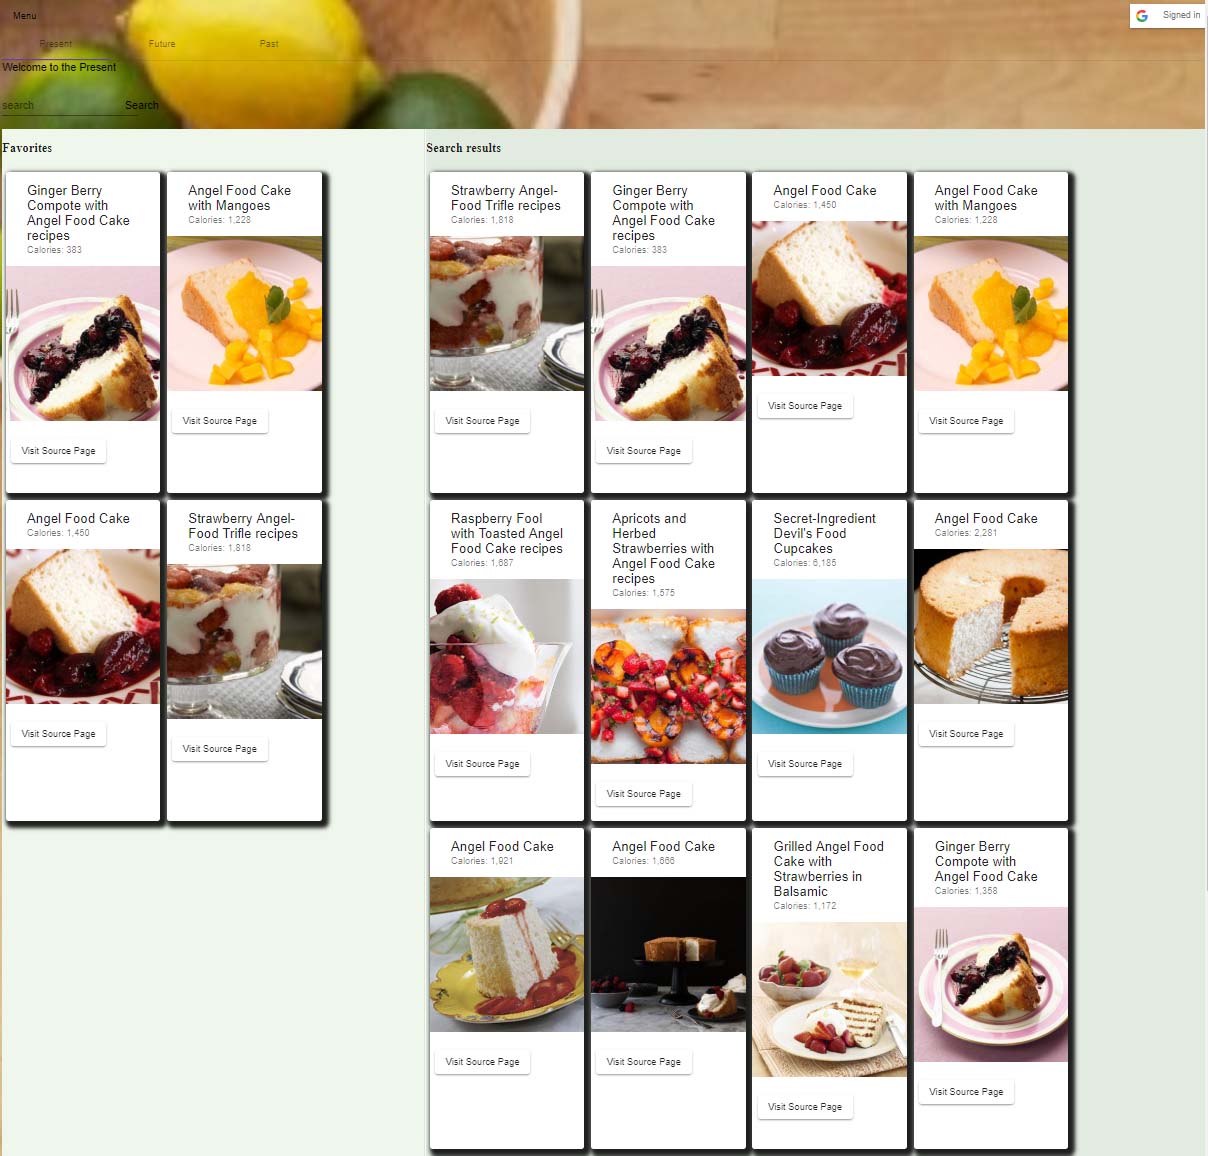 Menu
Signed in
Present
Future
Past
Welcome to the Present
search
Search
Favorites
Ginger Berry
Compote with
Angel Food Cake
recipes
Calories: 383
Visit Source Page
Angel Food Cake
with Mangoes
Calories: 1,228
Visit Source Page
Angel Food Cake
Calories: 1,450
Visit Source Page
Strawberry Angel-
Food Trifle recipes
Calories: 1,818
Visit Source Page
Search results
Strawberry Angel-
Food Trifle recipes
Calories: 1,818
Visit Source Page
Ginger Berry
Compote with
Angel Food Cake
recipes
Calories: 383
Visit Source Page
Angel Food Cake
Calories: 1,450
Visit Source Page
Angel Food Cake
with Mangoes
Calories: 1,228
Visit Source Page
Raspberry Fool
with Toasted Angel
Food Cake recipes
Calories: 1,687
Visit Source Page
Apricots and
Herbed
Strawberries with
Angel Food Cake
recipes
Calories: 1,575
Visit Source Page
Secret-Ingredient
Devil's Food
Cupcakes
Calories: 6,185
Visit Source Page
Angel Food Cake
Calories: 2,281
Visit Source Page
Angel Food Cake
Calories: 1,921
Visit Source Page
Angel Food Cake
Calories: 1,666
Visit Source Page
Grilled Angel Food
Cake with
Strawberries in
Balsamic
Calories: 1,172
Visit Source Page
Ginger Berry
Compote with
Angel Food Cake
Calories: 1,358
Visit Source Page